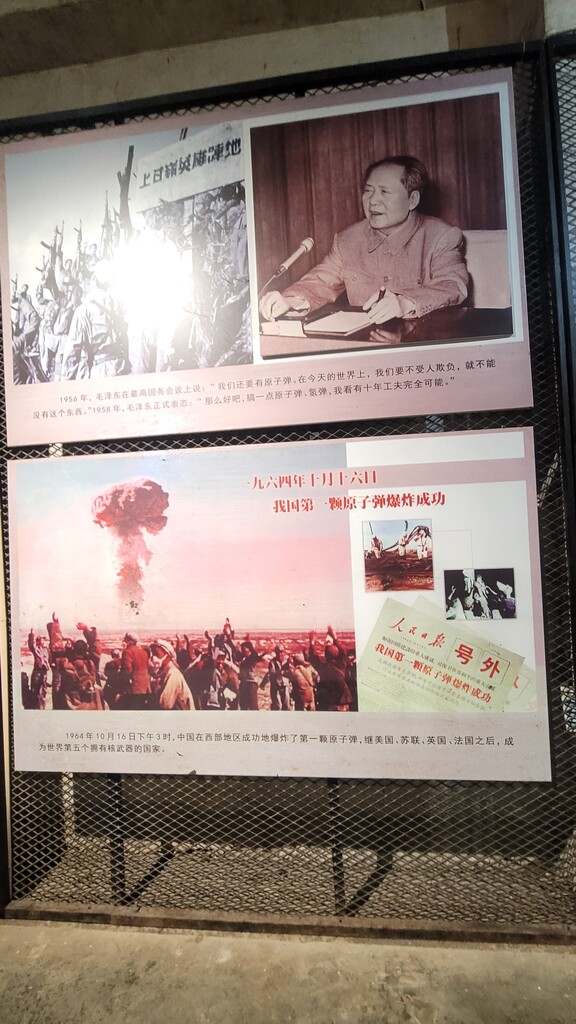 上甘嶺英雄陣地
1956 年，毛泽东在最高国务会议上说：“我们还要有原子弹。在今天的世界上，我们要不受人欺负，就不能
没有这个东西。”1958 年，毛泽东正式表态：“那么好吧，搞一点原子弹、氢弹，我看有十年工夫完全可能。”
一九六四年十月十六日
我国第一颗原子弹爆炸成功
人民日报
号外
我国第一颗原子弹爆炸成功
1964 年 10 月 16 日下午 3 时，中国在西部地区成功地爆炸了第一颗原子弹，继美国、苏联、英国、法国之后，成
为世界第五个拥有核武器的国家。